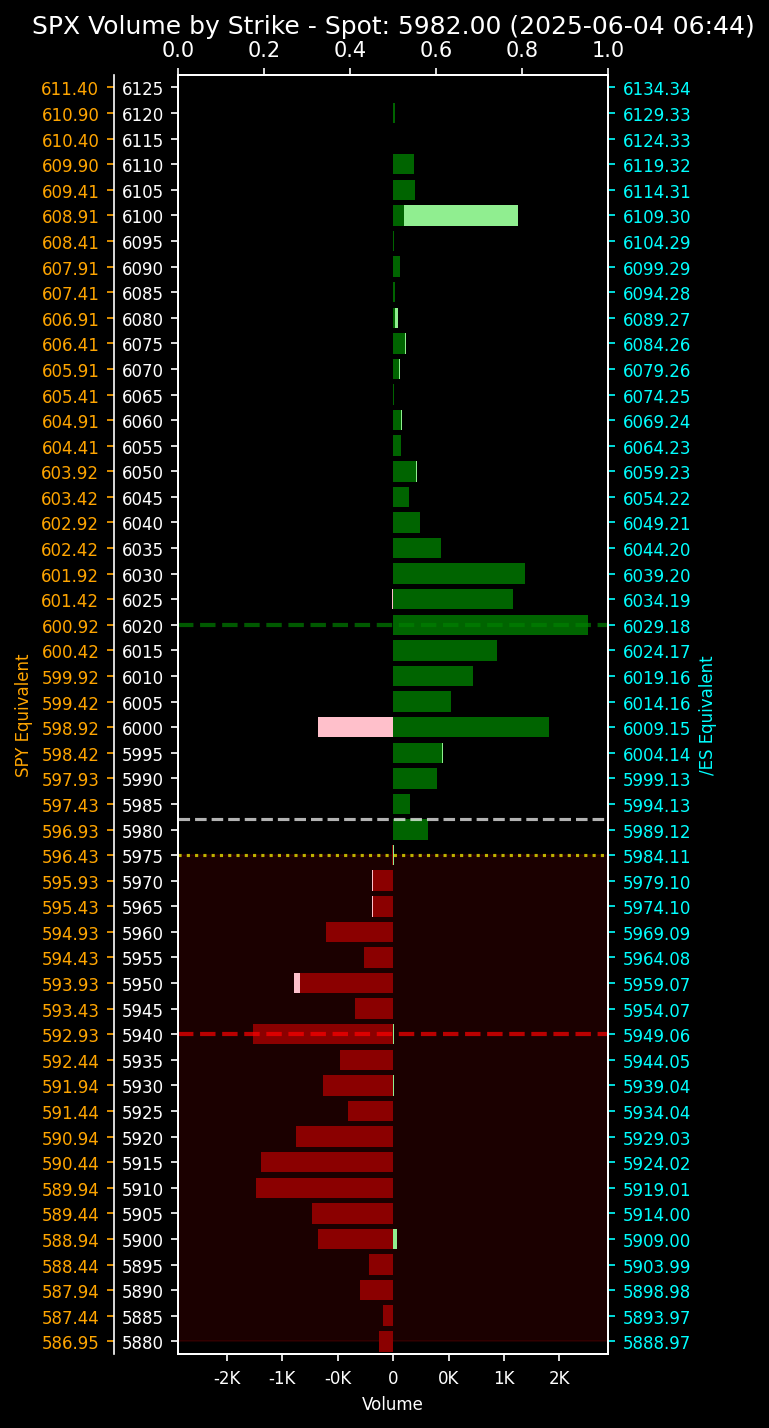 SPX Volume by Strike - Spot: 5982.00 (2025-06-04 06:44)
0.0 0.2 0.4 0.6 0.8 1.0
611.40 6125 6134.34
610.90 6120 6129.33
610.40 6115 6124.33
609.90 6110 6119.32
609.41 6105 6114.31
608.91 6100 6109.30
608.41 6095 6104.29
607.91 6090 6099.29
607.41 6085 6094.28
606.91 6080 6089.27
606.41 6075 6084.26
605.91 6070 6079.26
605.41 6065 6074.25
604.91 6060 6069.24
604.41 6055 6064.23
603.92 6050 6059.23
603.42 6045 6054.22
602.92 6040 6049.21
602.42 6035 6044.20
601.92 6030 6039.20
601.42 6025 6034.19
600.92 6020 6029.18
600.42 6015 6024.17
599.92 6010 6019.16
599.42 6005 6014.16
598.92 6000 6009.15
598.42 5995 6004.14
597.93 5990 5999.13
597.43 5985 5994.13
596.93 5980 5989.12
596.43 5975 5984.11
595.93 5970 5979.10
595.43 5965 5974.10
594.93 5960 5969.09
594.43 5955 5964.08
593.93 5950 5959.07
593.43 5945 5954.07
592.93 5940 5949.06
592.44 5935 5944.05
591.94 5930 5939.04
591.44 5925 5934.04
590.94 5920 5929.03
590.44 5915 5924.02
589.94 5910 5919.01
589.44 5905 5914.00
588.94 5900 5909.00
588.44 5895 5903.99
587.94 5890 5898.98
587.44 5885 5893.97
586.95 5880 5888.97
SPY Equivalent
/ES Equivalent
-2K -1K -0K 0 0K 1K 2K
Volume